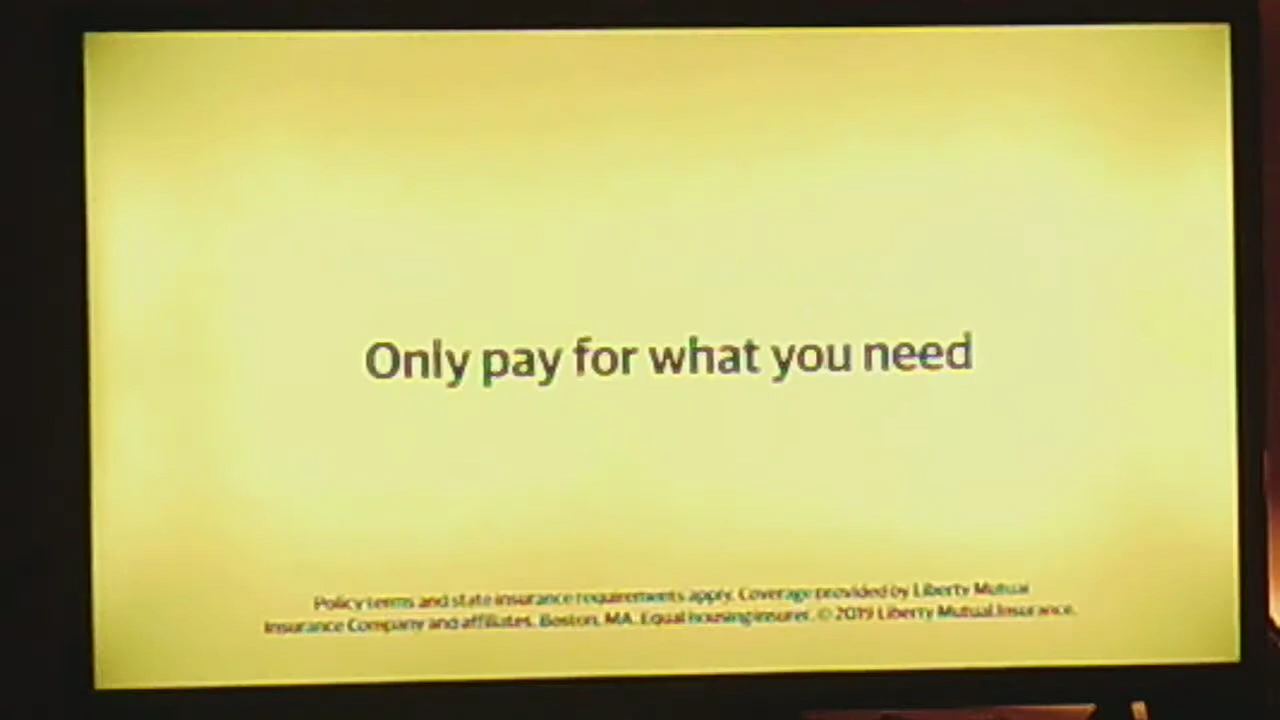 Only pay for what you need
Policy terms and state insurance requirements apply. Coverage provided by Liberty Mutual
Insurance Company and affiliates. Boston, MA. Equal housing insurer. © 2019 Liberty Mutual Insurance.